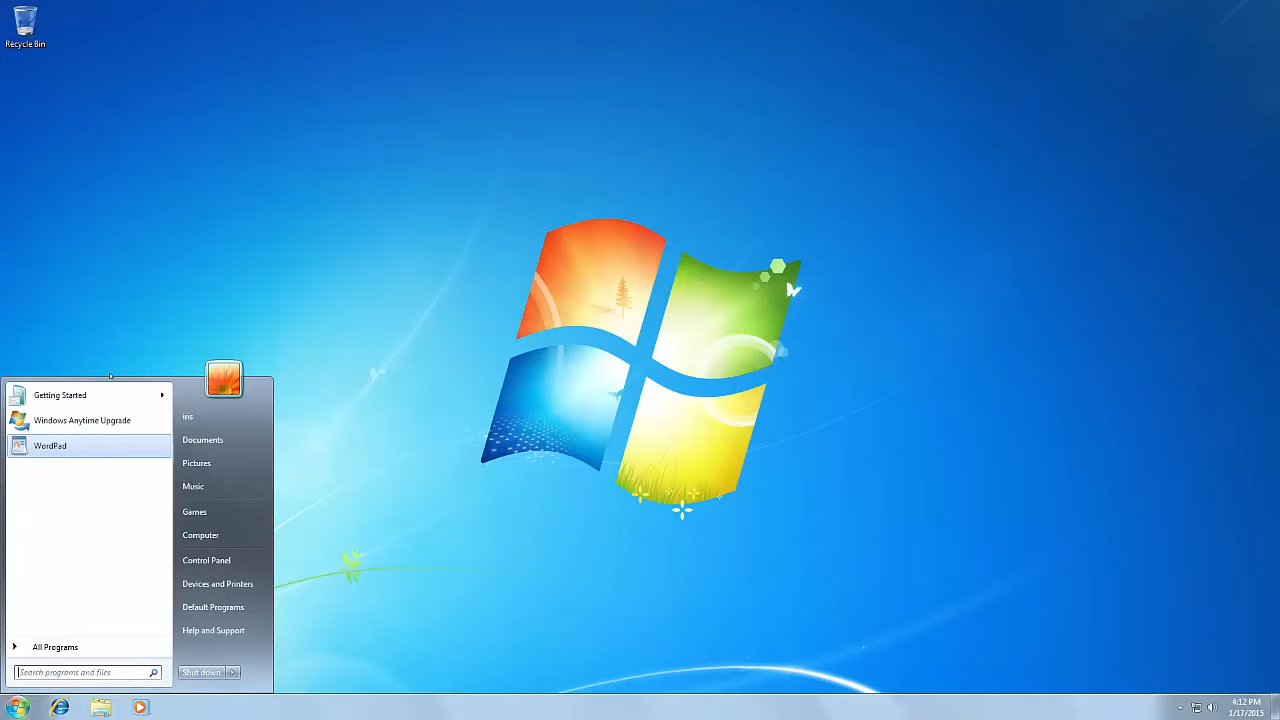 Recycle Bin
Getting Started
Windows Anytime Upgrade
WordPad
All Programs
Search programs and files
iris
Documents
Pictures
Music
Games
Computer
Control Panel
Devices and Printers
Default Programs
Help and Support
Shut down
4:12 PM
1/17/2015